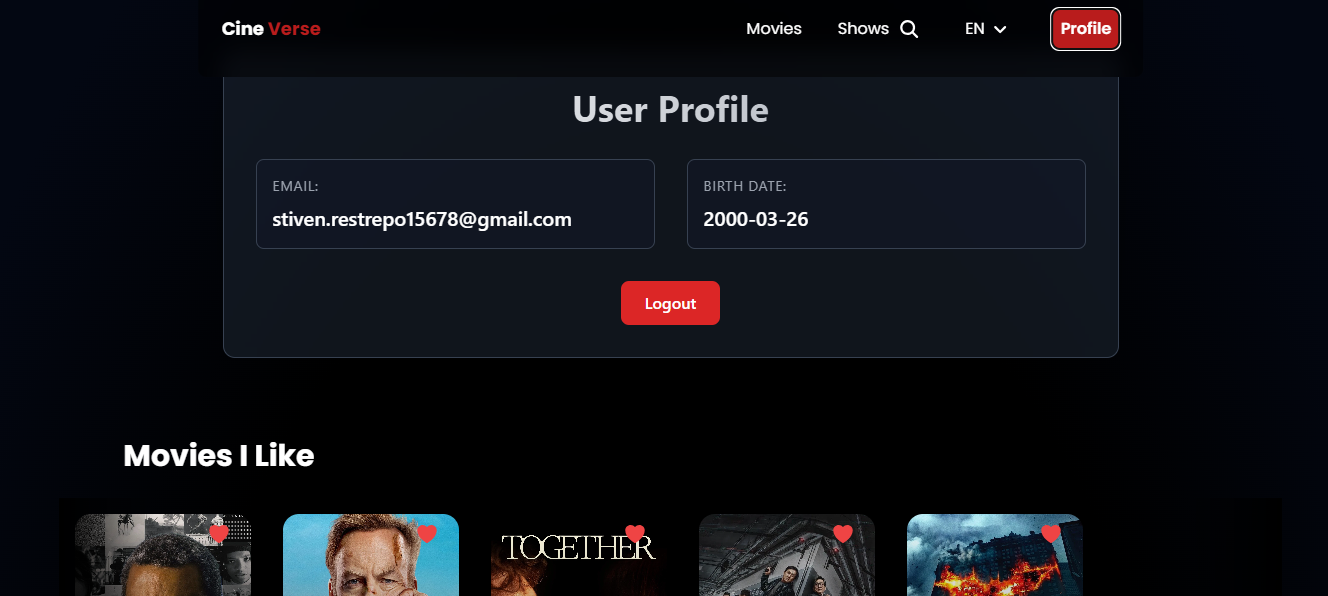 Cine Verse
Movies
Shows
EN
Profile
User Profile
EMAIL:
stiven.restrepo15678@gmail.com
BIRTH DATE:
2000-03-26
Logout
Movies I Like
TOGETHER